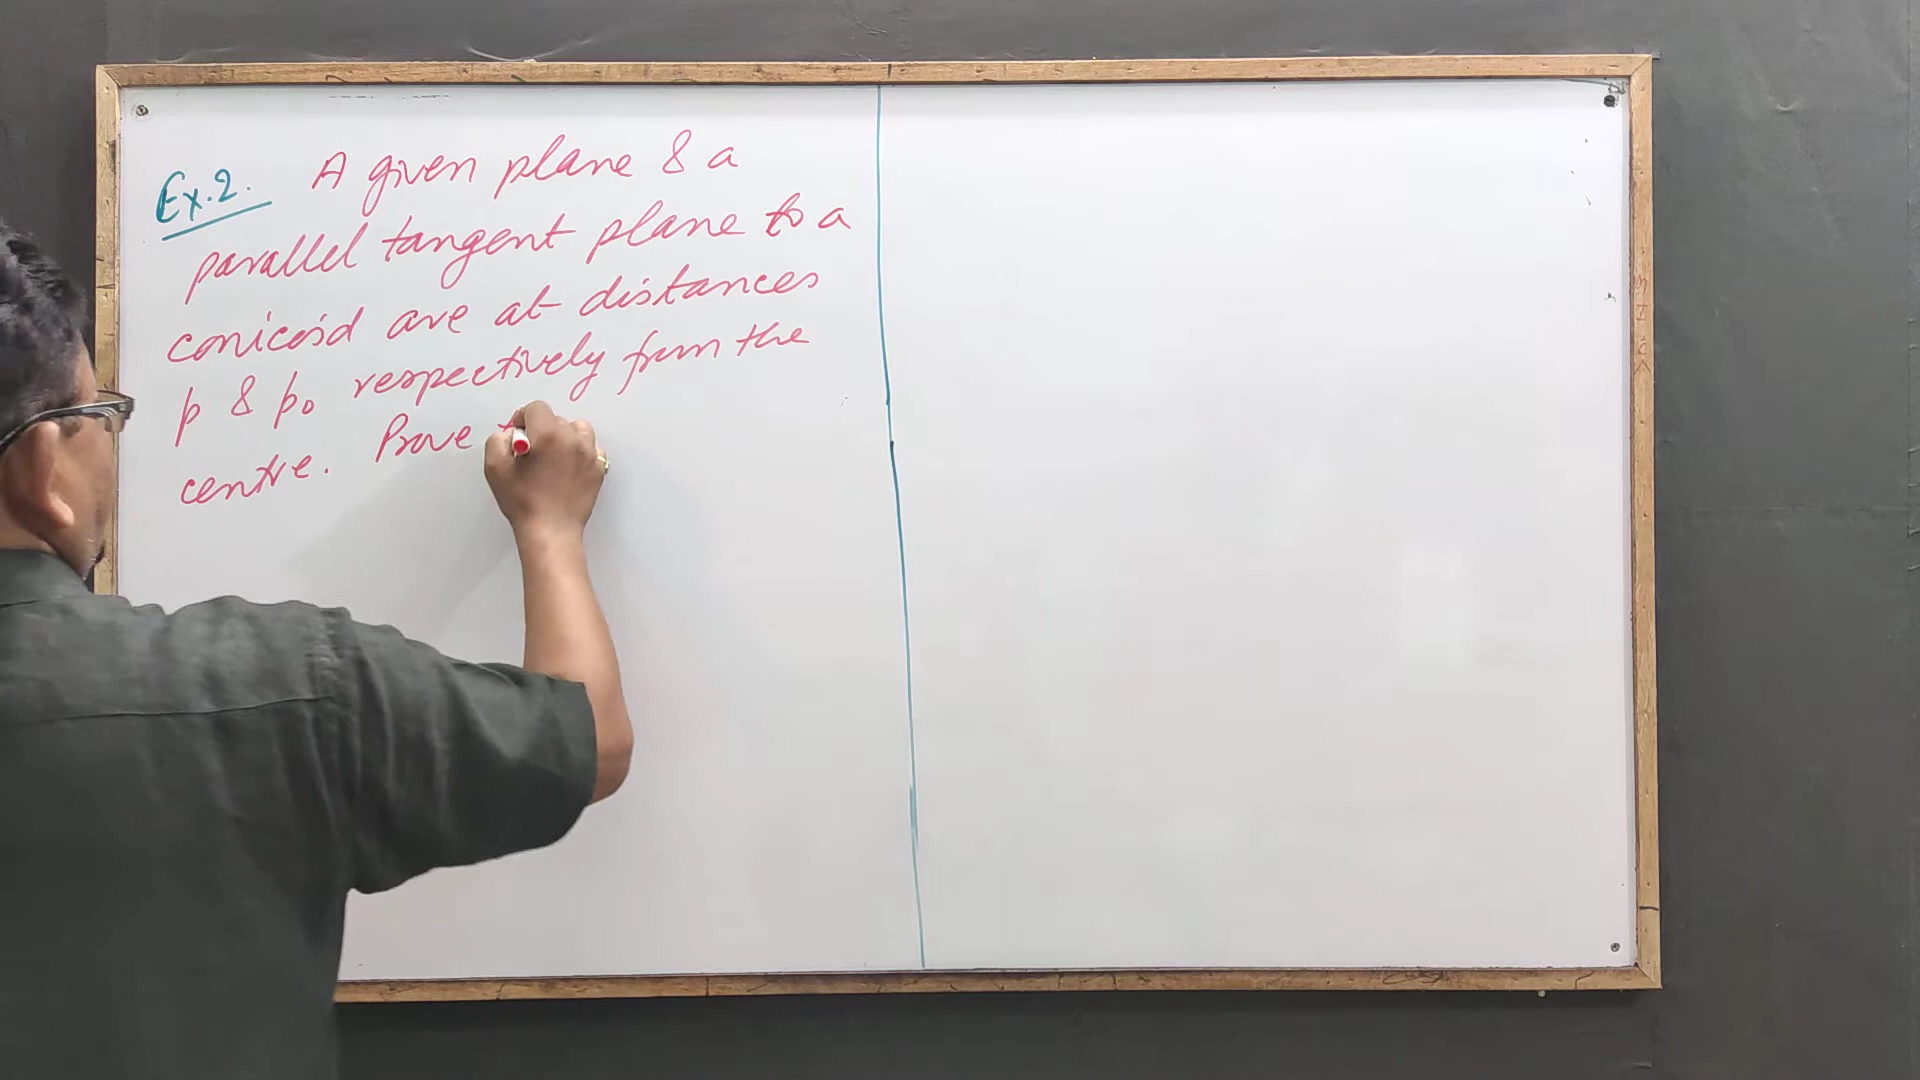 Ex.2. A given plane & a
parallel tangent plane to a
conicoid are at distances
p & p₀ respectively from the
centre. Prove